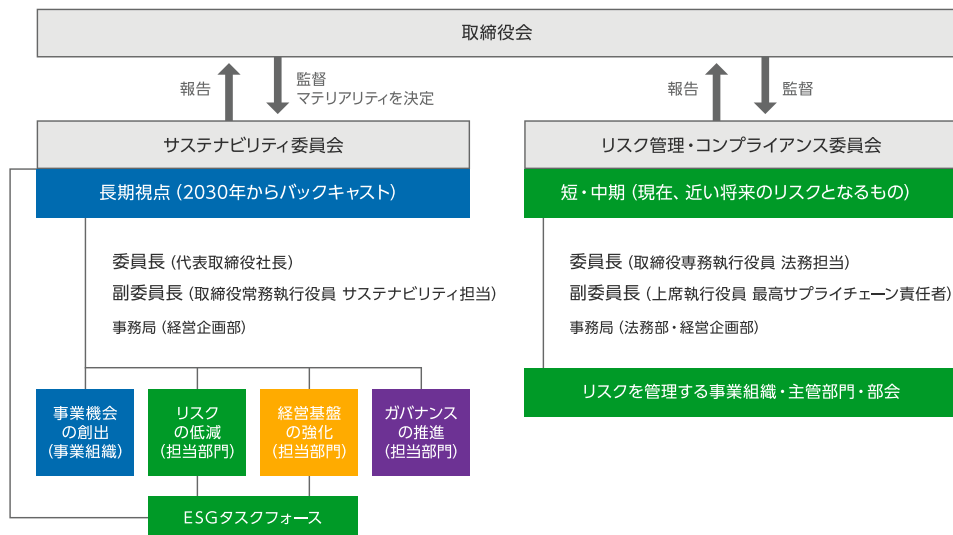 取締役会
報告
監督
マテリアリティを決定
報告
監督
サステナビリティ委員会
長期視点（2030年からバックキャスト）
委員長（代表取締役社長）
副委員長（取締役常務執行役員 サステナビリティ担当）
事務局（経営企画部）
事業機会
の創出
（事業組織）
リスク
の低減
（担当部門）
経営基盤
の強化
（担当部門）
ガバナンス
の推進
（担当部門）
ESGタスクフォース
リスク管理・コンプライアンス委員会
短・中期（現在、近い将来のリスクとなるもの）
委員長（取締役専務執行役員 法務担当）
副委員長（上席執行役員 最高サプライチェーン責任者）
事務局（法務部・経営企画部）
リスクを管理する事業組織・主管部門・部会